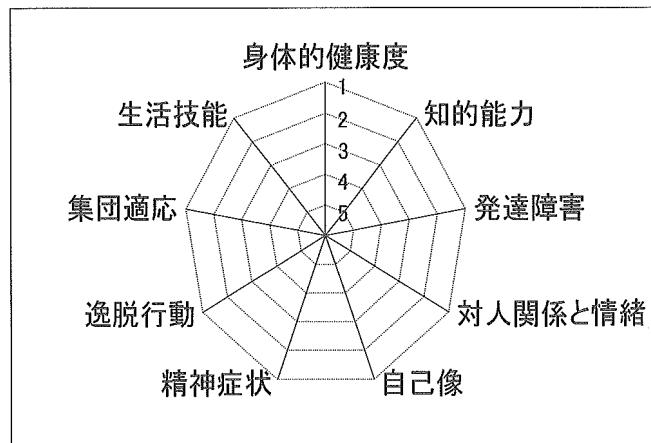 身体的健康度
1
2
3
4
5
知的能力
発達障害
対人関係と情緒
自己像
精神症状
逸脱行動
集団適応
生活技能